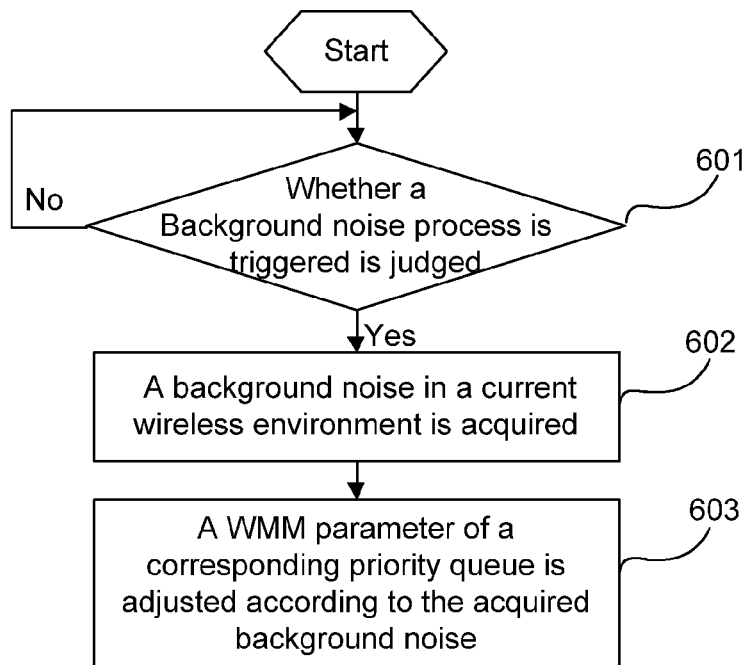 Start
Whether a
Background noise process is
triggered is judged
601
No
Yes
A background noise in a current
wireless environment is acquired
602
A WMM parameter of a
corresponding priority queue is
adjusted according to the acquired
background noise
603